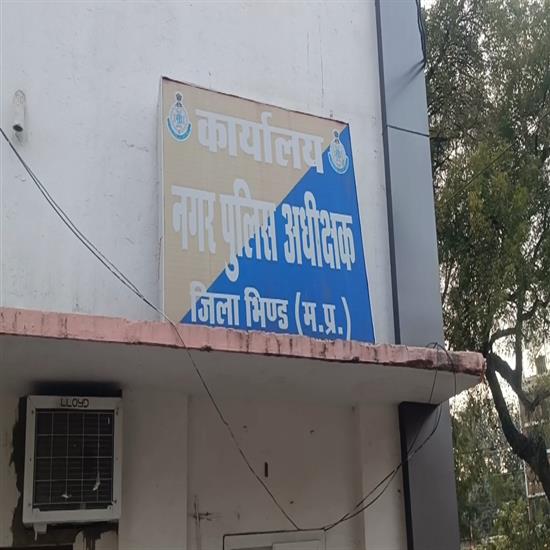 कार्यालय
नगर पुलिस अधीक्षक
जिला भिण्ड (म.प्र.)
LLOYD